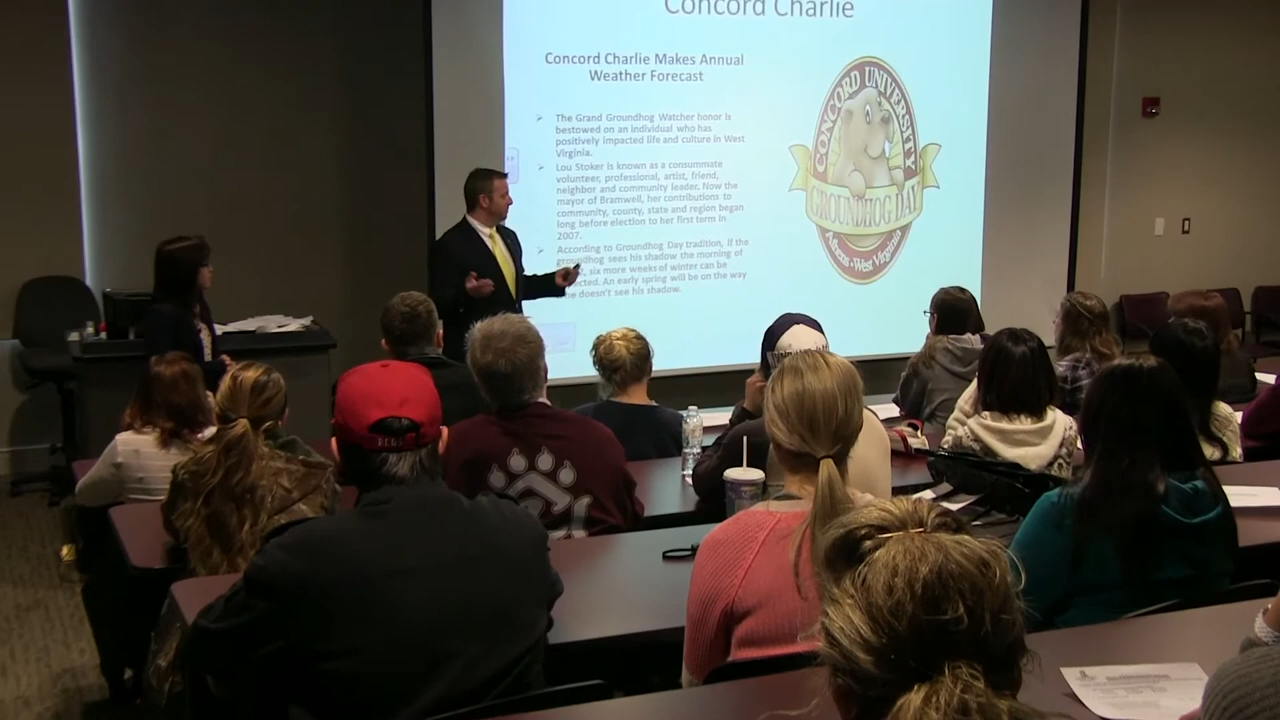 Concord Charlie
Concord Charlie Makes Annual
Weather Forecast
The Grand Groundhog Watcher honor is
bestowed on an individual who has
positively impacted life and culture in West
Virginia.
Lou Stoker is known as a consummate
volunteer, professional, artist, friend,
neighbor and community leader. Now the
mayor of Bramwell, her contributions to
community, county, state and region began
long before election to her first term in
2007.
According to Groundhog Day tradition, if the
groundhog sees his shadow the morning of
six more weeks of winter can be
An early spring will be on the way
he doesn't see his shadow.
CONCORD UNIVERSITY
GROUNDHOG DAY
Athens • West Virginia
REDS